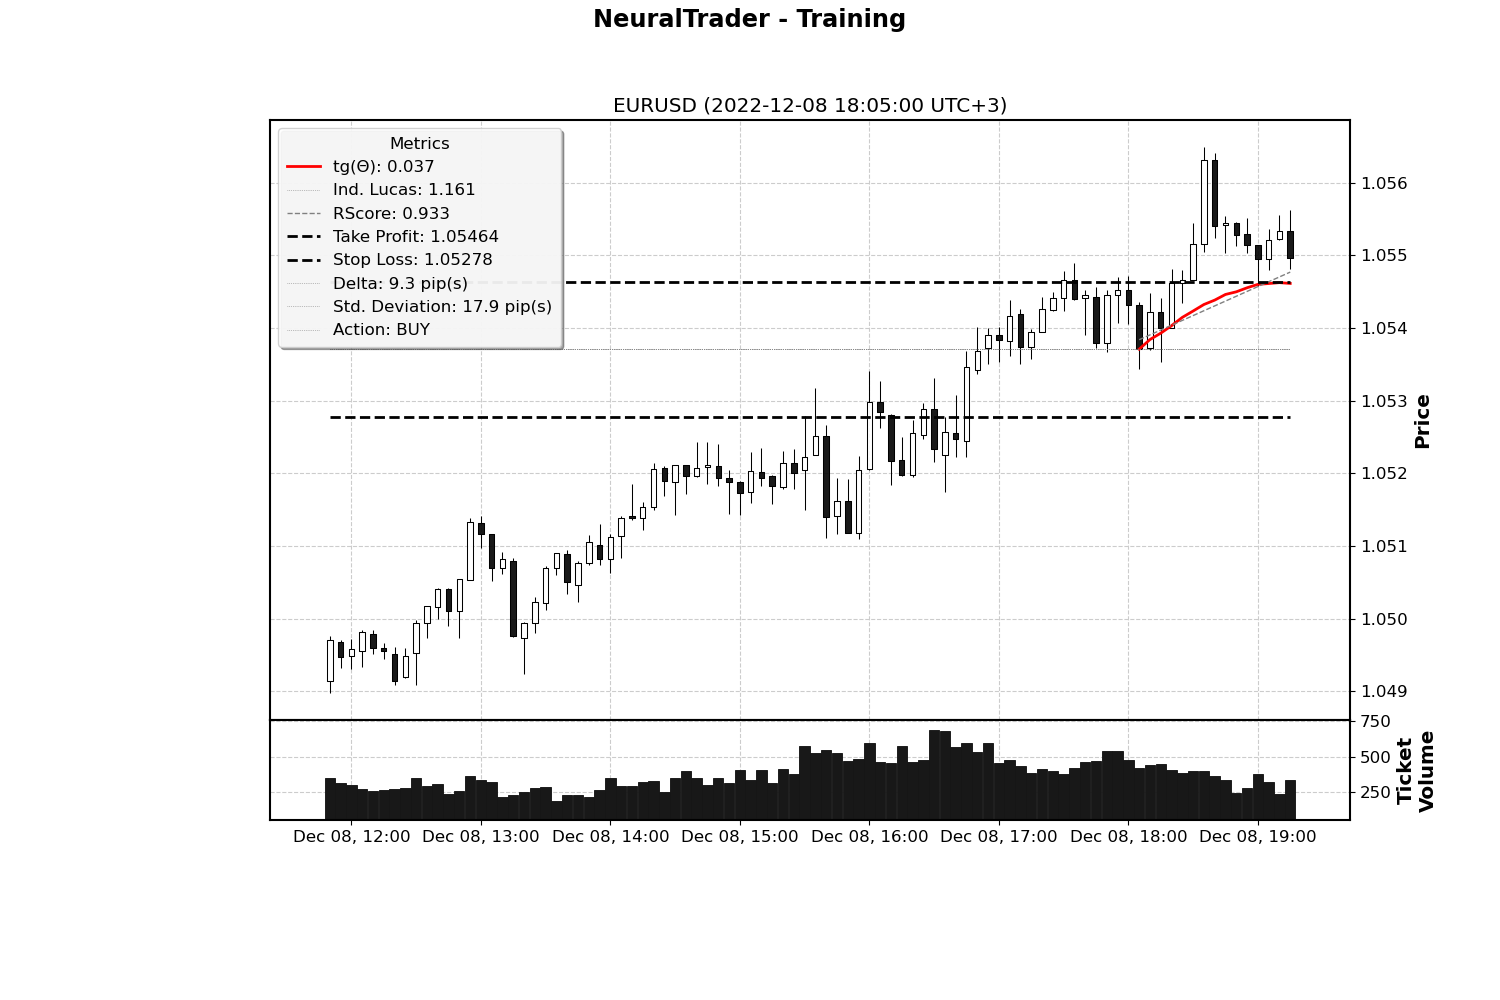 NeuralTrader - Training
EURUSD (2022-12-08 18:05:00 UTC+3)
Metrics
tg(Θ): 0.037
Ind. Lucas: 1.161
RScore: 0.933
Take Profit: 1.05464
Stop Loss: 1.05278
Delta: 9.3 pip(s)
Std. Deviation: 17.9 pip(s)
Action: BUY
1.056
1.055
1.054
1.053
1.052
1.051
1.050
1.049
Price
750
500
250
Ticket
Volume
Dec 08, 12:00
Dec 08, 13:00
Dec 08, 14:00
Dec 08, 15:00
Dec 08, 16:00
Dec 08, 17:00
Dec 08, 18:00
Dec 08, 19:00